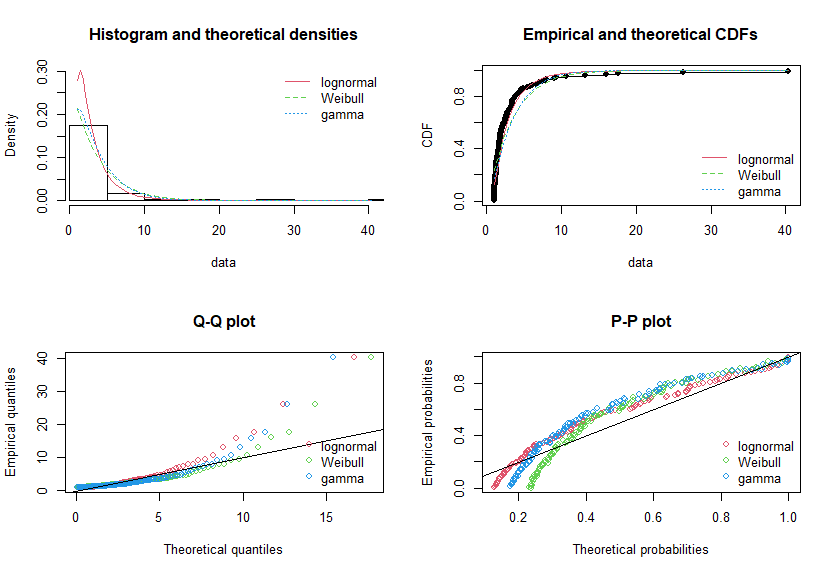 Histogram and theoretical densities
Density
0.00
0.10
0.20
0.30
0
10
20
30
40
data
lognormal
Weibull
gamma
Empirical and theoretical CDFs
CDF
0.0
0.4
0.8
0
10
20
30
40
data
lognormal
Weibull
gamma
Q-Q plot
Empirical quantiles
0
10
20
30
40
0
5
10
15
Theoretical quantiles
lognormal
Weibull
gamma
P-P plot
Empirical probabilities
0.0
0.4
0.8
0.2
0.4
0.6
0.8
1.0
Theoretical probabilities
lognormal
Weibull
gamma